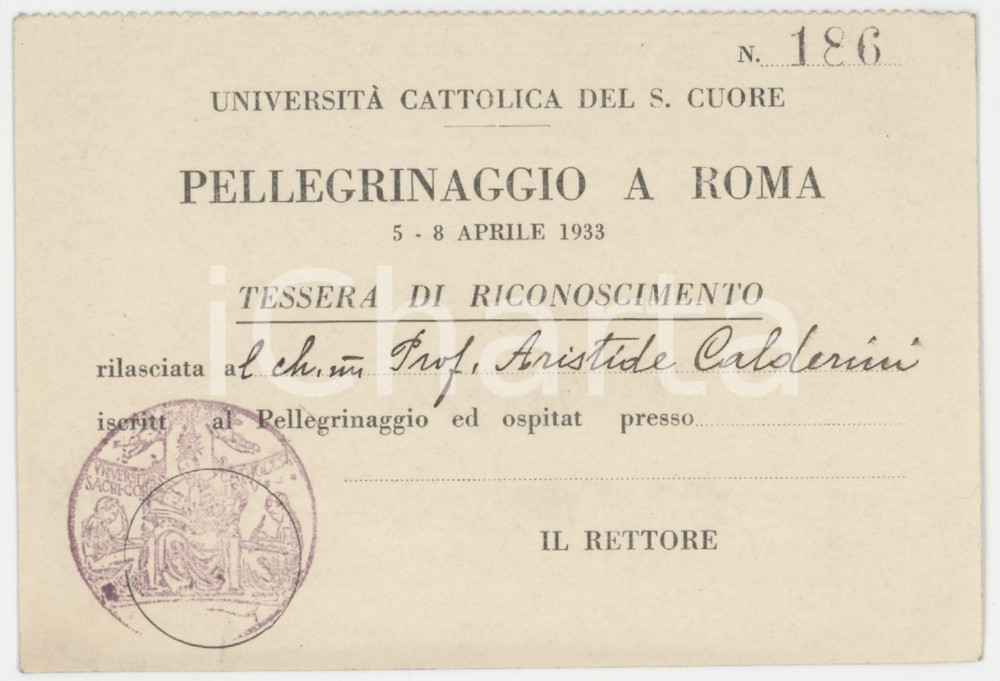 N. 186
UNIVERSITÀ CATTOLICA DEL S. CUORE
PELLEGRINAGGIO A ROMA
5 - 8 APRILE 1933
TESSERA DI RICONOSCIMENTO
iCharta
rilasciata al ch.mo Prof. Aristide Calderini
iscritt al Pellegrinaggio ed ospitat presso
IL RETTORE